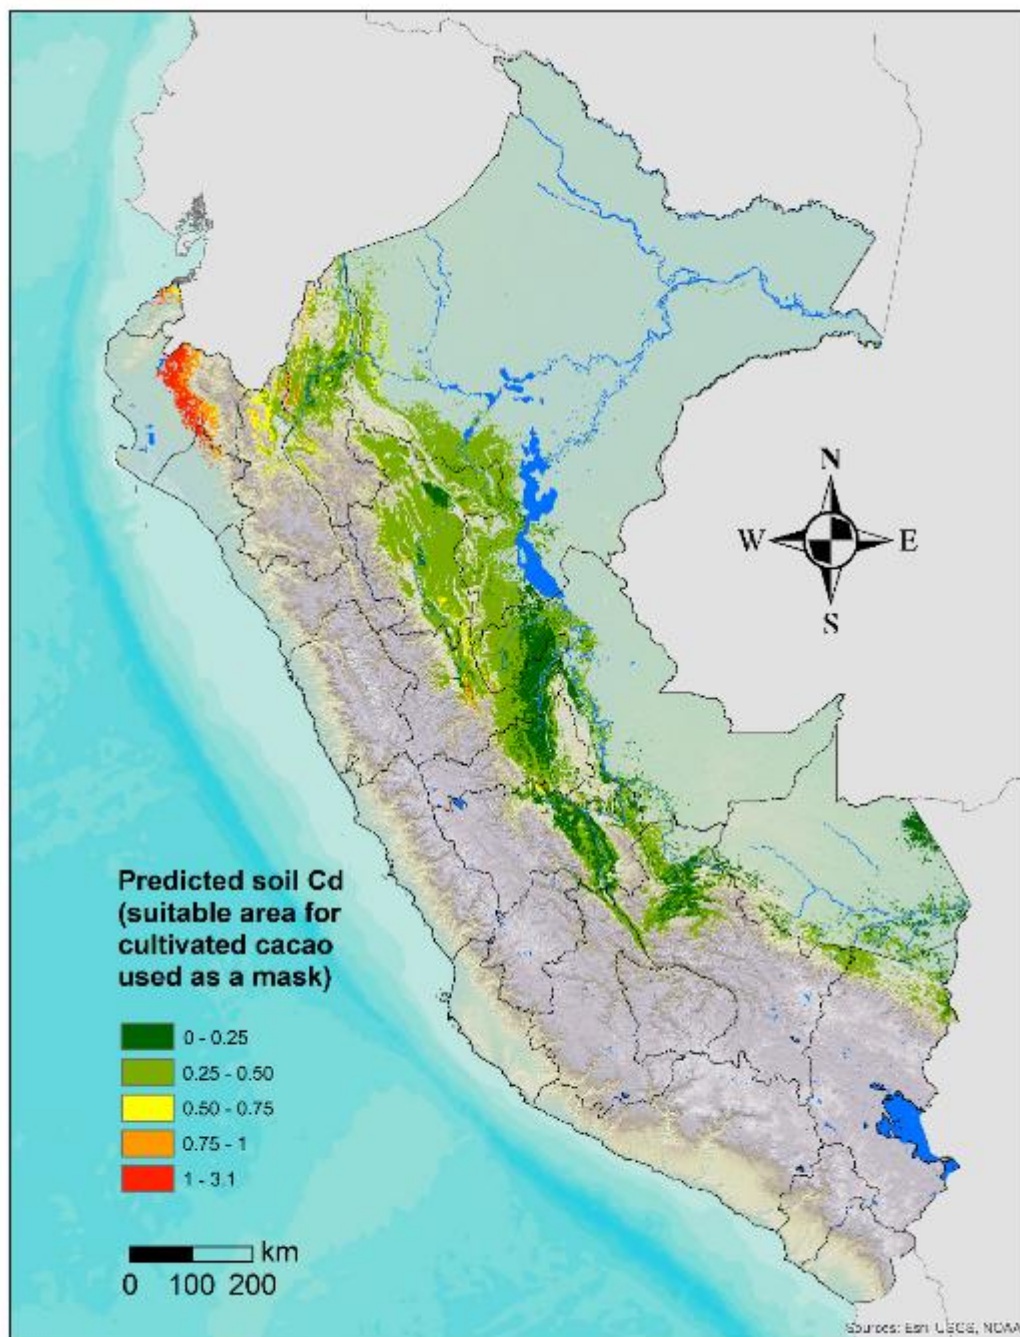 N
W E
S
Predicted soil Cd
(suitable area for
cultivated cacao
used as a mask)
0 - 0.25
0.25 - 0.50
0.50 - 0.75
0.75 - 1
1 - 3.1
km
0 100 200
Sources: Esri, USGS, NOAA